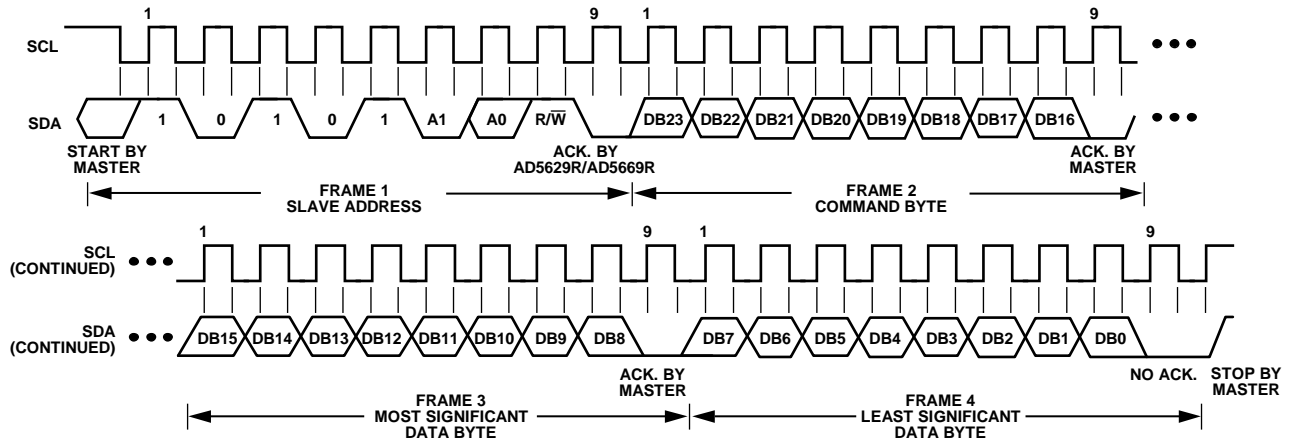 1 9 1 9
SCL
SDA 1 0 1 0 1 A1 A0 R/W̅ DB23 DB22 DB21 DB20 DB19 DB18 DB17 DB16
START BY
MASTER
ACK. BY
AD5629R/AD5669R
ACK. BY
MASTER
FRAME 1
SLAVE ADDRESS
FRAME 2
COMMAND BYTE
1 9 1 9
SCL
(CONTINUED)
SDA
(CONTINUED)
DB15 DB14 DB13 DB12 DB11 DB10 DB9 DB8 DB7 DB6 DB5 DB4 DB3 DB2 DB1 DB0
ACK. BY
MASTER
NO ACK.
STOP BY
MASTER
FRAME 3
MOST SIGNIFICANT
DATA BYTE
FRAME 4
LEAST SIGNIFICANT
DATA BYTE